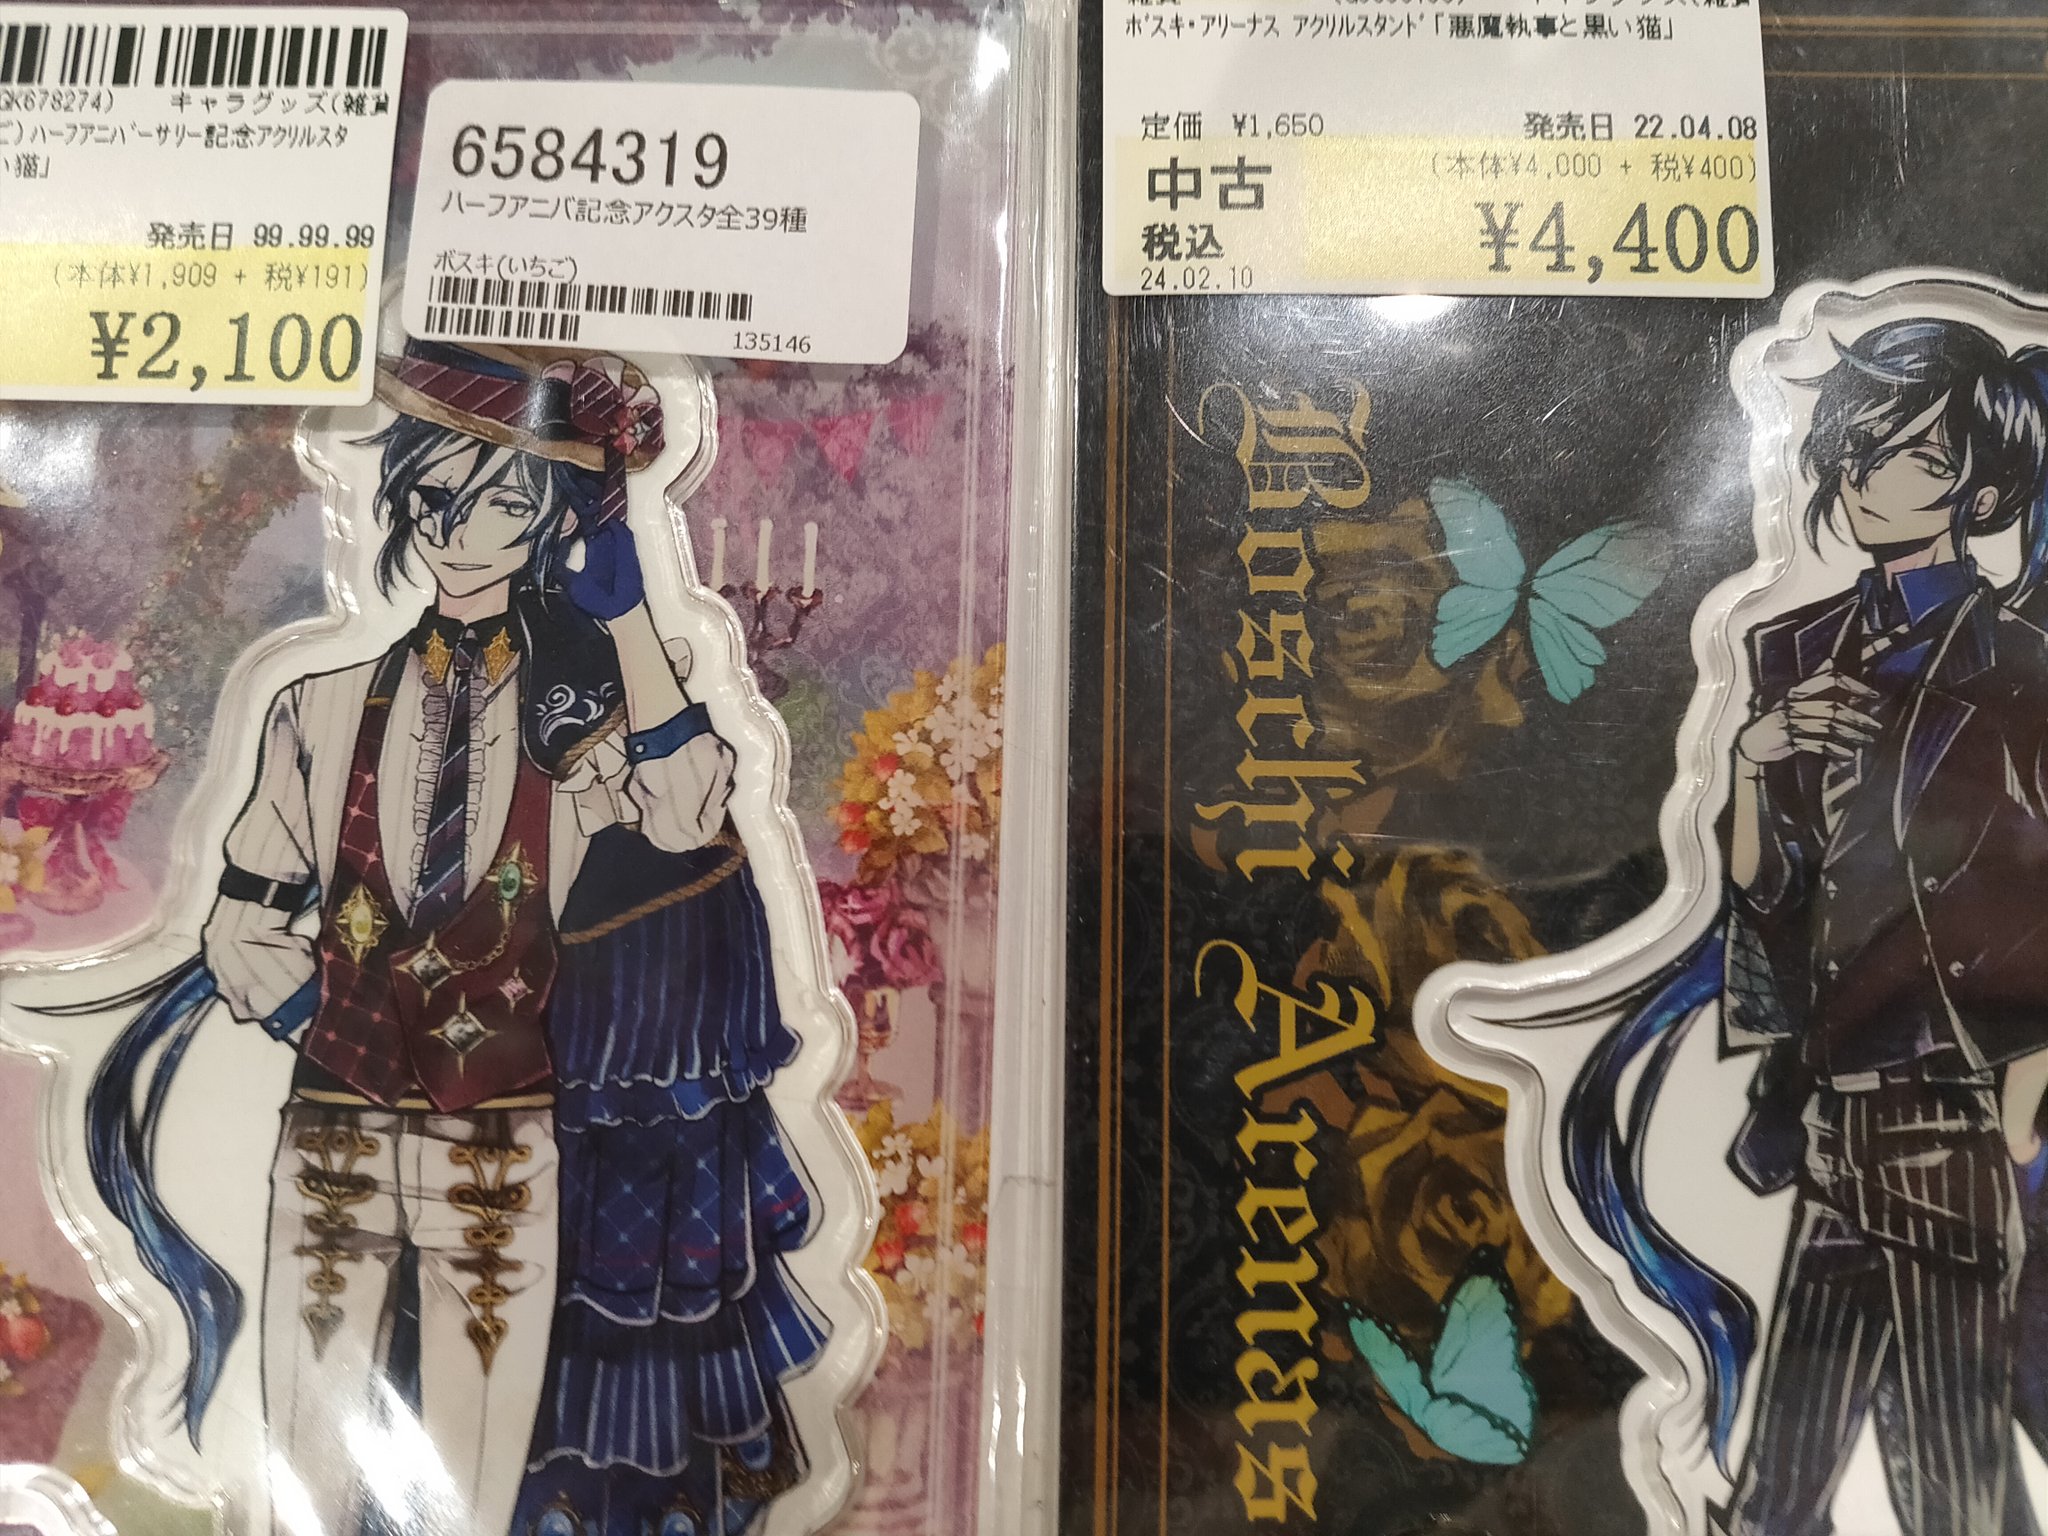 QK678274) キャラグッズ(雑貨
ご)ハーフアニバーサリー記念アクリルスタ
い猫」
発売日 99.99.99
(本体¥1,909 + 税¥191)
¥2,100
6584319
ハーフアニバ記念アクスタ全39種
ボスキ(いちご)
135146
ボスキ・アリーナス アクリルスタンド「悪魔執事と黒い猫」
定価 ¥1,650 発売日 22.04.08
中古 (本体¥4,000 + 税¥400)
税込 ¥4,400
24.02.10
Boschi Arenas